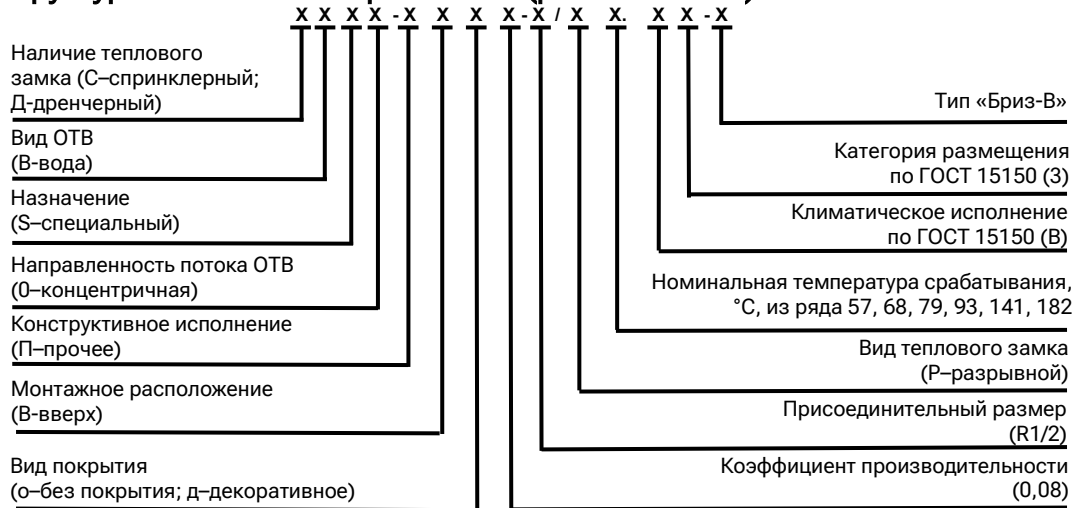 X X X X - X X X X - X / X X. X X - X
Наличие теплового
замка (С–спринклерный;
Д-дренчерный)
Вид ОТВ
(В-вода)
Назначение
(S–специальный)
Направленность потока ОТВ
(0–концентричная)
Конструктивное исполнение
(П–прочее)
Монтажное расположение
(В-вверх)
Вид покрытия
(о–без покрытия; д–декоративное)
Тип «Бриз-В»
Категория размещения
по ГОСТ 15150 (3)
Климатическое исполнение
по ГОСТ 15150 (В)
Номинальная температура срабатывания,
°С, из ряда 57, 68, 79, 93, 141, 182
Вид теплового замка
(Р–разрывной)
Присоединительный размер
(R1/2)
Коэффициент производительности
(0,08)